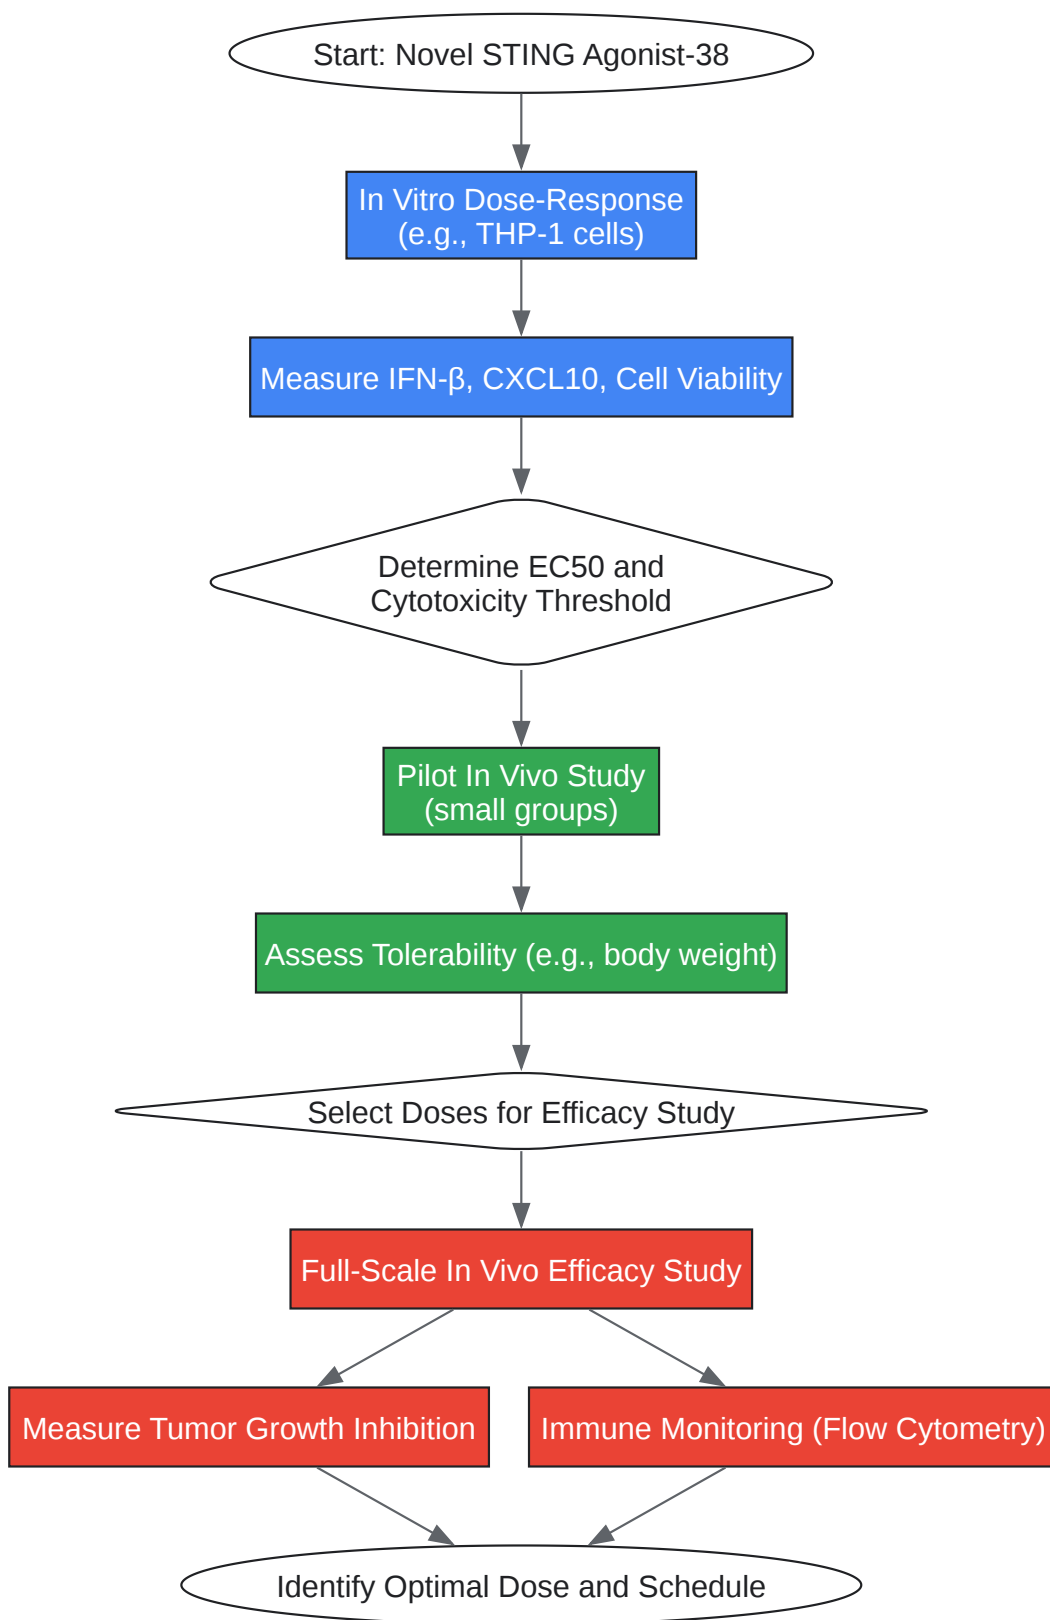 Start: Novel STING Agonist-38
In Vitro Dose-Response
(e.g., THP-1 cells)
Measure IFN-β, CXCL10, Cell Viability
Determine EC50 and
Cytotoxicity Threshold
Pilot In Vivo Study
(small groups)
Assess Tolerability (e.g., body weight)
Select Doses for Efficacy Study
Full-Scale In Vivo Efficacy Study
Measure Tumor Growth Inhibition
Immune Monitoring (Flow Cytometry)
Identify Optimal Dose and Schedule